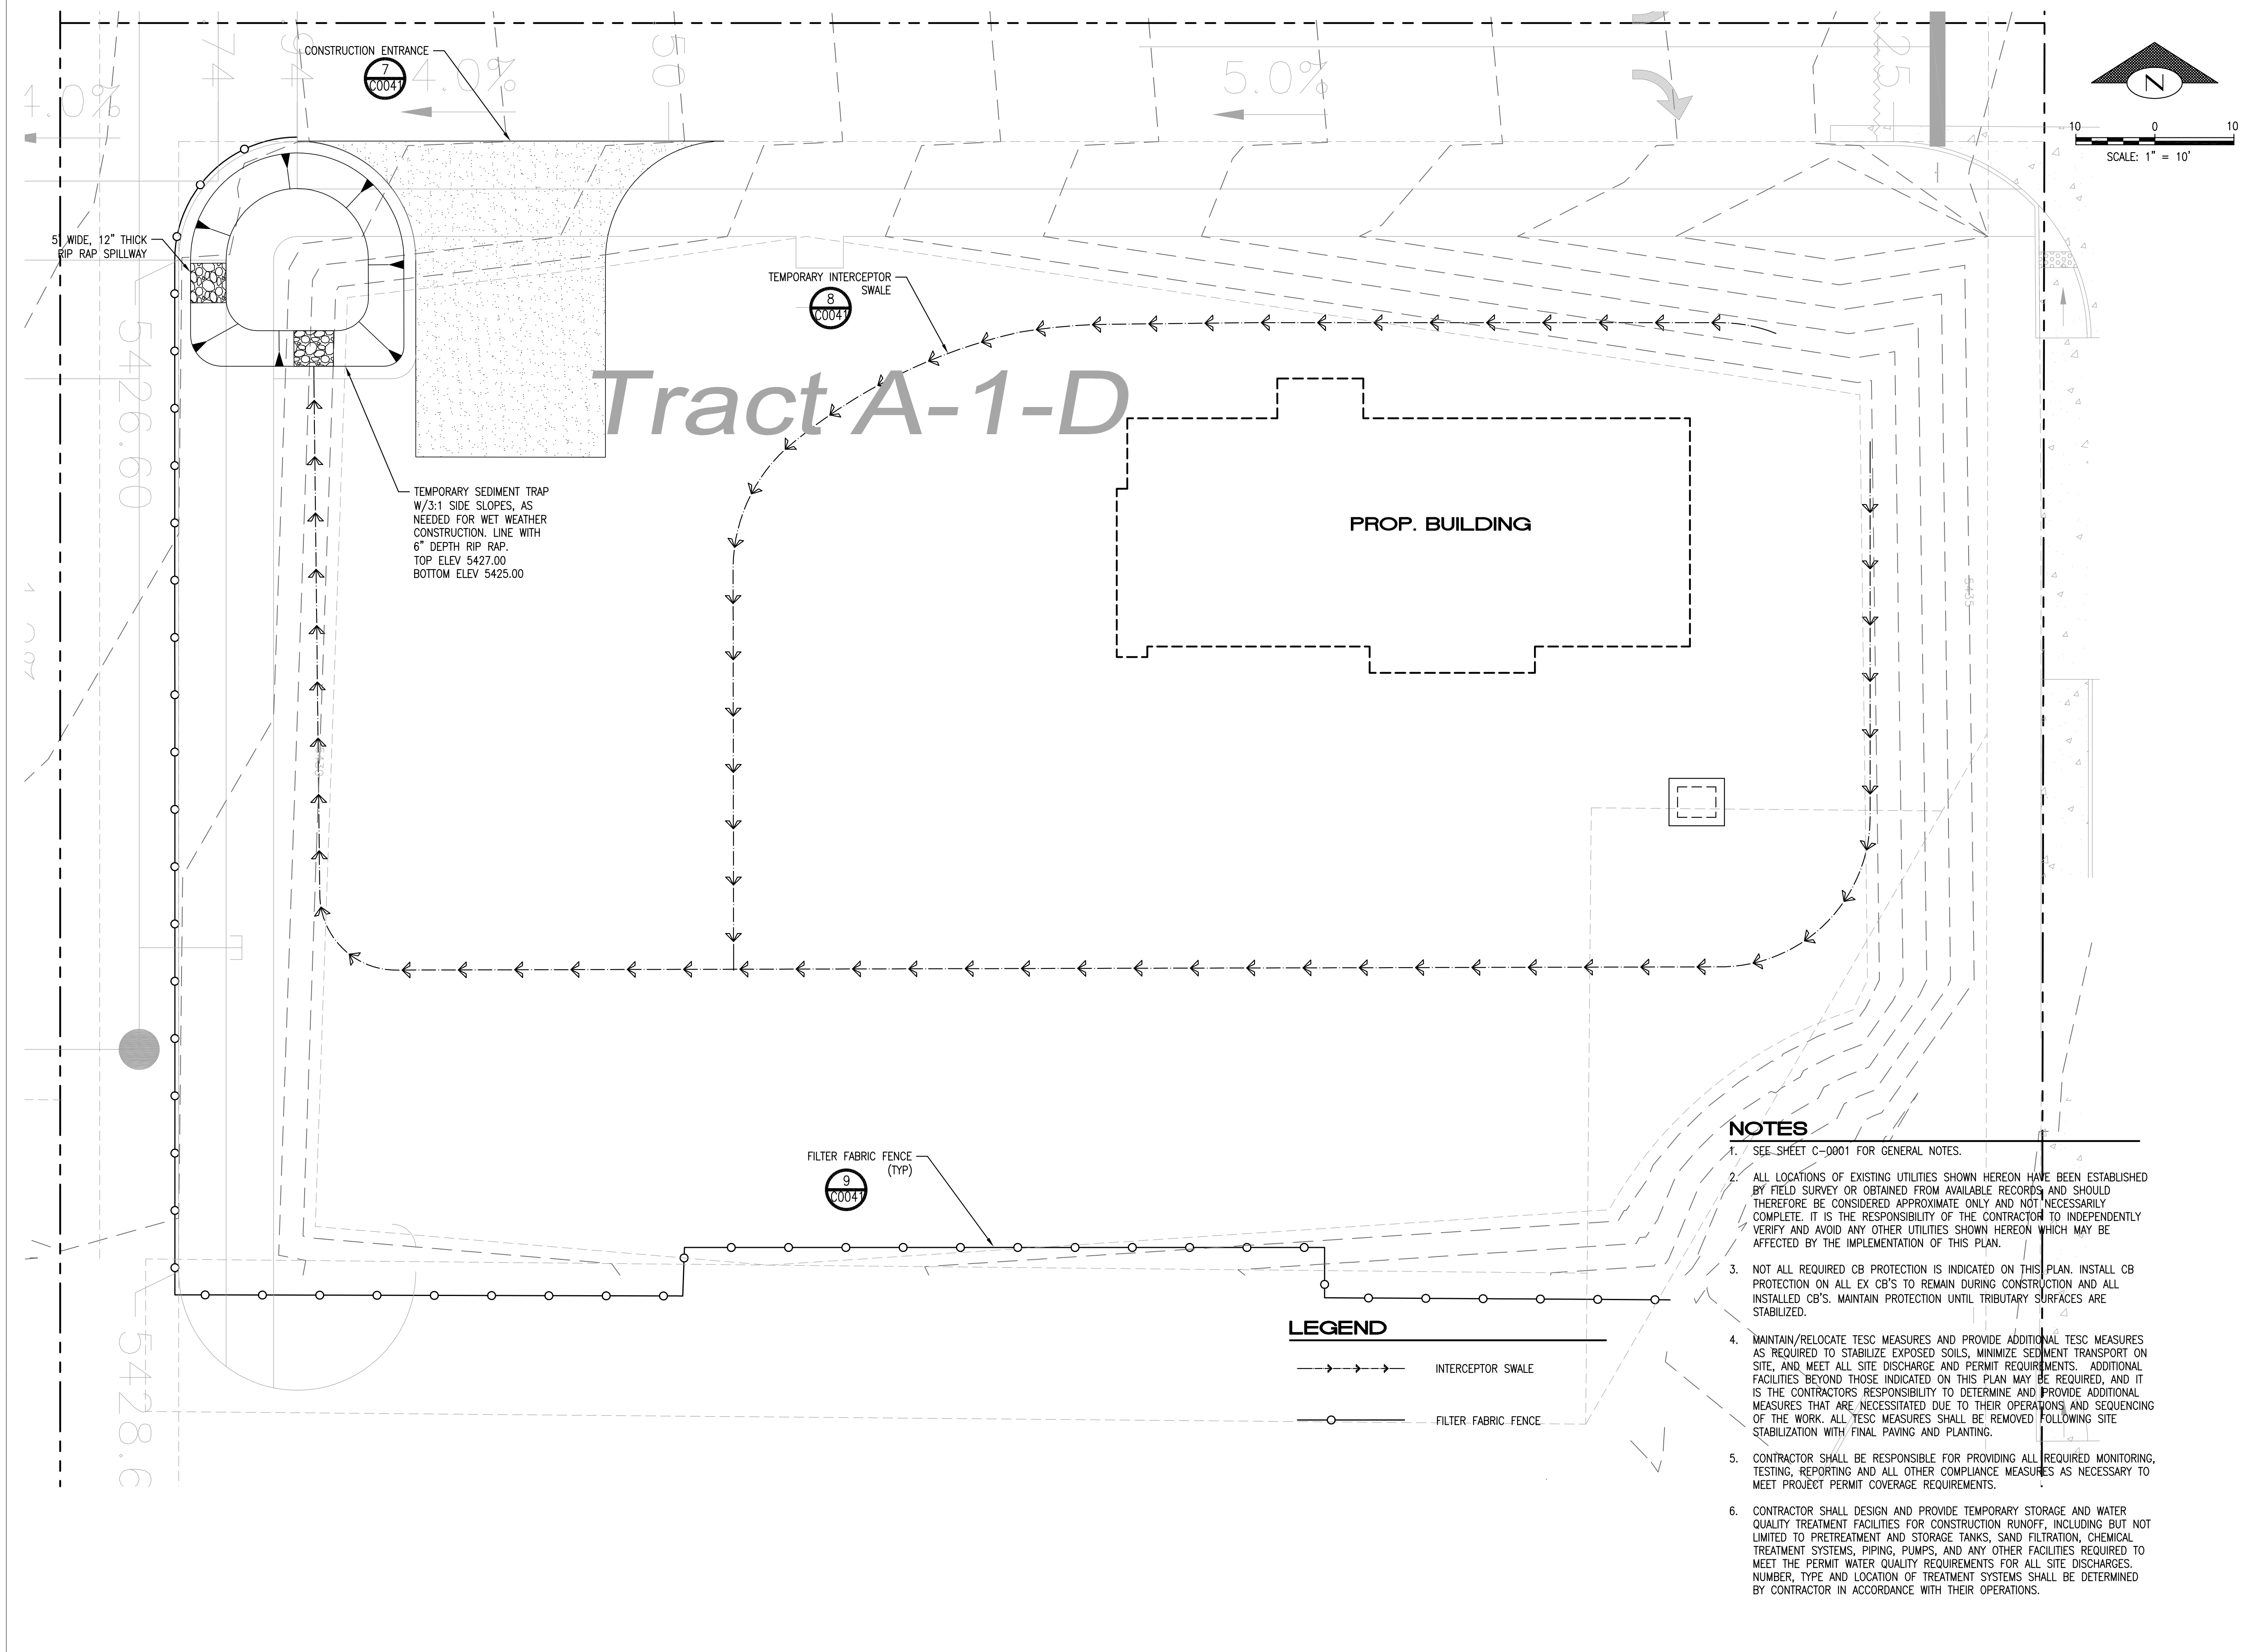 CONSTRUCTION ENTRANCE
7
C0041
4.0%
4.0%
5.0%
N
10 0 10
SCALE: 1" = 10'
5' WIDE, 12" THICK
RIP RAP SPILLWAY
TEMPORARY INTERCEPTOR
SWALE
8
C0041
Tract A-1-D
5426.60
TEMPORARY SEDIMENT TRAP
W/3:1 SIDE SLOPES, AS
NEEDED FOR WET WEATHER
CONSTRUCTION. LINE WITH
6" DEPTH RIP RAP.
TOP ELEV 5427.00
BOTTOM ELEV 5425.00
PROP. BUILDING
5435
FILTER FABRIC FENCE
(TYP)
9
C0041
5428.6
LEGEND
INTERCEPTOR SWALE
FILTER FABRIC FENCE
NOTES
1. SEE SHEET C-0001 FOR GENERAL NOTES.
2. ALL LOCATIONS OF EXISTING UTILITIES SHOWN HEREON HAVE BEEN ESTABLISHED
BY FIELD SURVEY OR OBTAINED FROM AVAILABLE RECORDS AND SHOULD
THEREFORE BE CONSIDERED APPROXIMATE ONLY AND NOT NECESSARILY
COMPLETE. IT IS THE RESPONSIBILITY OF THE CONTRACTOR TO INDEPENDENTLY
VERIFY AND AVOID ANY OTHER UTILITIES SHOWN HEREON WHICH MAY BE
AFFECTED BY THE IMPLEMENTATION OF THIS PLAN.
3. NOT ALL REQUIRED CB PROTECTION IS INDICATED ON THIS PLAN. INSTALL CB
PROTECTION ON ALL EX CB'S TO REMAIN DURING CONSTRUCTION AND ALL
INSTALLED CB'S. MAINTAIN PROTECTION UNTIL TRIBUTARY SURFACES ARE
STABILIZED.
4. MAINTAIN/RELOCATE TESC MEASURES AND PROVIDE ADDITIONAL TESC MEASURES
AS REQUIRED TO STABILIZE EXPOSED SOILS, MINIMIZE SEDIMENT TRANSPORT ON
SITE, AND MEET ALL SITE DISCHARGE AND PERMIT REQUIREMENTS. ADDITIONAL
FACILITIES BEYOND THOSE INDICATED ON THIS PLAN MAY BE REQUIRED, AND IT
IS THE CONTRACTORS RESPONSIBILITY TO DETERMINE AND PROVIDE ADDITIONAL
MEASURES THAT ARE NECESSITATED DUE TO THEIR OPERATIONS AND SEQUENCING
OF THE WORK. ALL TESC MEASURES SHALL BE REMOVED FOLLOWING SITE
STABILIZATION WITH FINAL PAVING AND PLANTING.
5. CONTRACTOR SHALL BE RESPONSIBLE FOR PROVIDING ALL REQUIRED MONITORING,
TESTING, REPORTING AND ALL OTHER COMPLIANCE MEASURES AS NECESSARY TO
MEET PROJECT PERMIT COVERAGE REQUIREMENTS.
6. CONTRACTOR SHALL DESIGN AND PROVIDE TEMPORARY STORAGE AND WATER
QUALITY TREATMENT FACILITIES FOR CONSTRUCTION RUNOFF, INCLUDING BUT NOT
LIMITED TO PRETREATMENT AND STORAGE TANKS, SAND FILTRATION, CHEMICAL
TREATMENT SYSTEMS, PIPING, PUMPS, AND ANY OTHER FACILITIES REQUIRED TO
MEET THE PERMIT WATER QUALITY REQUIREMENTS FOR ALL SITE DISCHARGES.
NUMBER, TYPE AND LOCATION OF TREATMENT SYSTEMS SHALL BE DETERMINED
BY CONTRACTOR IN ACCORDANCE WITH THEIR OPERATIONS.